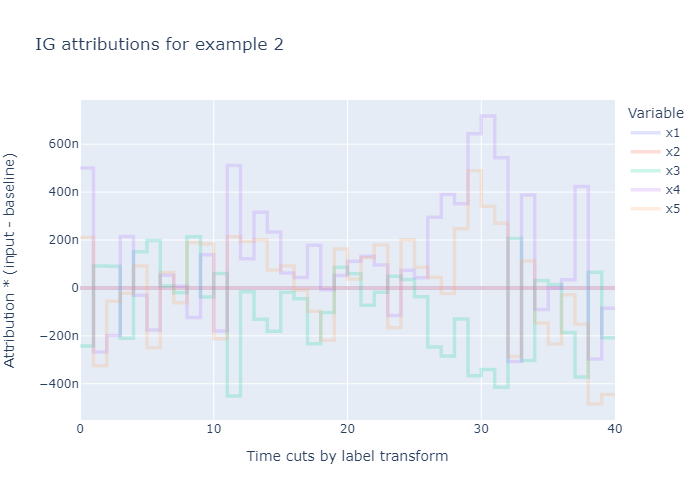 IG attributions for example 2
Variable
x1
x2
x3
x4
x5
600n
400n
200n
0
−200n
−400n
0 10 20 30 40
Time cuts by label transform
Attribution * (input - baseline)